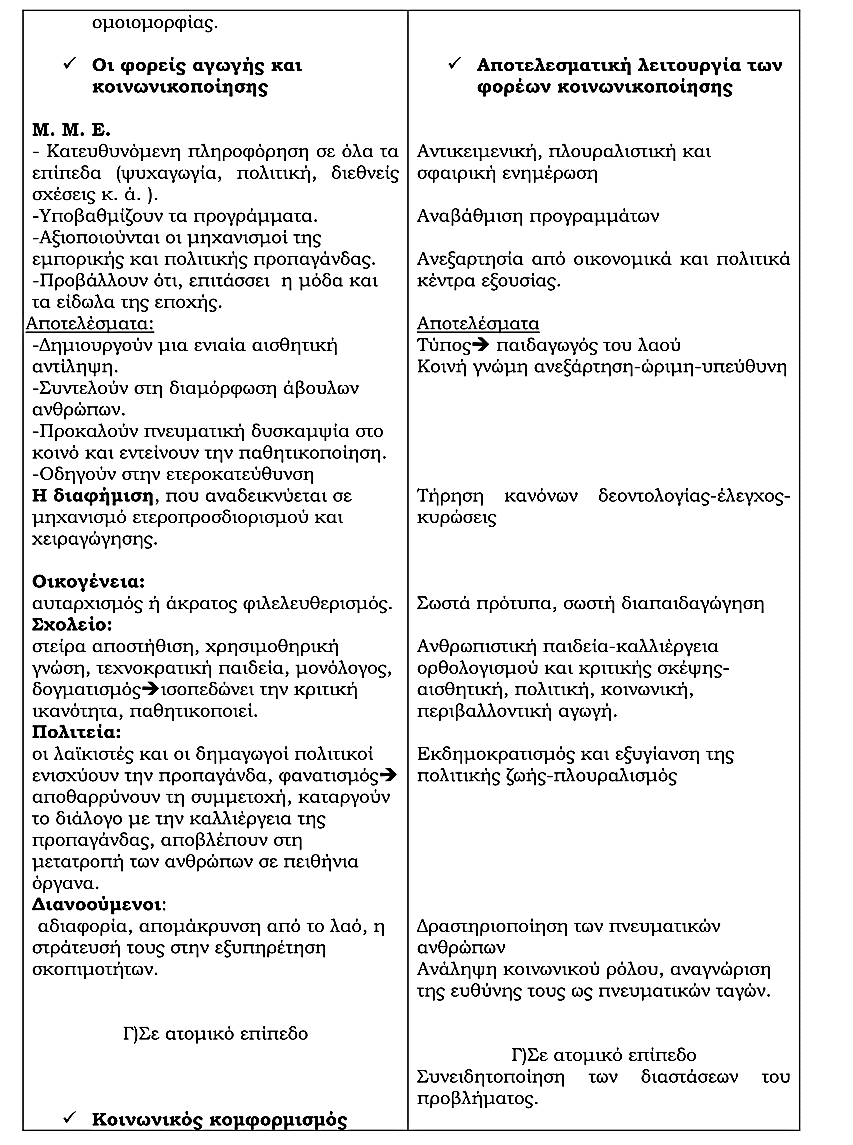 ομοιομορφίας.
✓ Οι φορείς αγωγής και
κοινωνικοποίησης
Μ. Μ. Ε.
- Κατευθυνόμενη πληροφόρηση σε όλα τα
επίπεδα (ψυχαγωγία, πολιτική, διεθνείς
σχέσεις κ. ά. ).
-Υποβαθμίζουν τα προγράμματα.
-Αξιοποιούνται οι μηχανισμοί της
εμπορικής και πολιτικής προπαγάνδας.
-Προβάλλουν ότι, επιτάσσει η μόδα και
τα είδωλα της εποχής.
Αποτελέσματα:
-Δημιουργούν μια ενιαία αισθητική
αντίληψη.
-Συντελούν στη διαμόρφωση άβουλων
ανθρώπων.
-Προκαλούν πνευματική δυσκαμψία στο
κοινό και εντείνουν την παθητικοποίηση.
-Οδηγούν στην ετεροκατεύθυνση
Η διαφήμιση, που αναδεικνύεται σε
μηχανισμό ετεροπροσδιορισμού και
χειραγώγησης.
Οικογένεια:
αυταρχισμός ή άκρατος φιλελευθερισμός.
Σχολείο:
στείρα αποστήθιση, χρησιμοθηρική
γνώση, τεχνοκρατική παιδεία, μονόλογος,
δογματισμός➔ισοπεδώνει την κριτική
ικανότητα, παθητικοποιεί.
Πολιτεία:
οι λαϊκιστές και οι δημαγωγοί πολιτικοί
ενισχύουν την προπαγάνδα, φανατισμός➔
αποθαρρύνουν τη συμμετοχή, καταργούν
το διάλογο με την καλλιέργεια της
προπαγάνδας, αποβλέπουν στη
μετατροπή των ανθρώπων σε πειθήνια
όργανα.
Διανοούμενοι:
αδιαφορία, απομάκρυνση από το λαό, η
στράτευσή τους στην εξυπηρέτηση
σκοπιμοτήτων.
Γ)Σε ατομικό επίπεδο
✓ Κοινωνικός κομφορμισμός
✓ Αποτελεσματική λειτουργία των
φορέων κοινωνικοποίησης
Αντικειμενική, πλουραλιστική και
σφαιρική ενημέρωση
Αναβάθμιση προγραμμάτων
Ανεξαρτησία από οικονομικά και πολιτικά
κέντρα εξουσίας.
Αποτελέσματα
Τύπος➔ παιδαγωγός του λαού
Κοινή γνώμη ανεξάρτηση-ώριμη-υπεύθυνη
Τήρηση κανόνων δεοντολογίας-έλεγχος-
κυρώσεις
Σωστά πρότυπα, σωστή διαπαιδαγώγηση
Ανθρωπιστική παιδεία-καλλιέργεια
ορθολογισμού και κριτικής σκέψης-
αισθητική, πολιτική, κοινωνική,
περιβαλλοντική αγωγή.
Εκδημοκρατισμός και εξυγίανση της
πολιτικής ζωής-πλουραλισμός
Δραστηριοποίηση των πνευματικών
ανθρώπων
Ανάληψη κοινωνικού ρόλου, αναγνώριση
της ευθύνης τους ως πνευματικών ταγών.
Γ)Σε ατομικό επίπεδο
Συνειδητοποίηση των διαστάσεων του
προβλήματος.